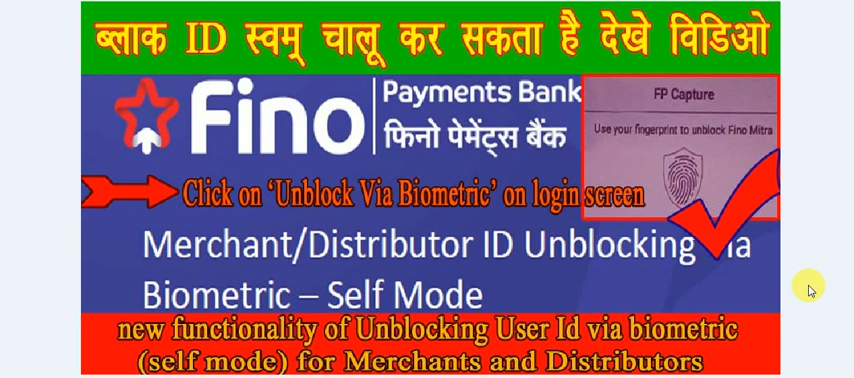 ब्लाक ID स्वम् चालू कर सकता है देखे विडिओ
Fino
Payments Bank
फिनो पेमेंट्स बैंक
FP Capture
Use your fingerprint to unblock Fino Mitra
Click on ‘Unblock Via Biometric’ on login screen
Merchant/Distributor ID Unblocking ia
Biometric – Self Mode
new functionality of Unblocking User Id via biometric
(self mode) for Merchants and Distributors